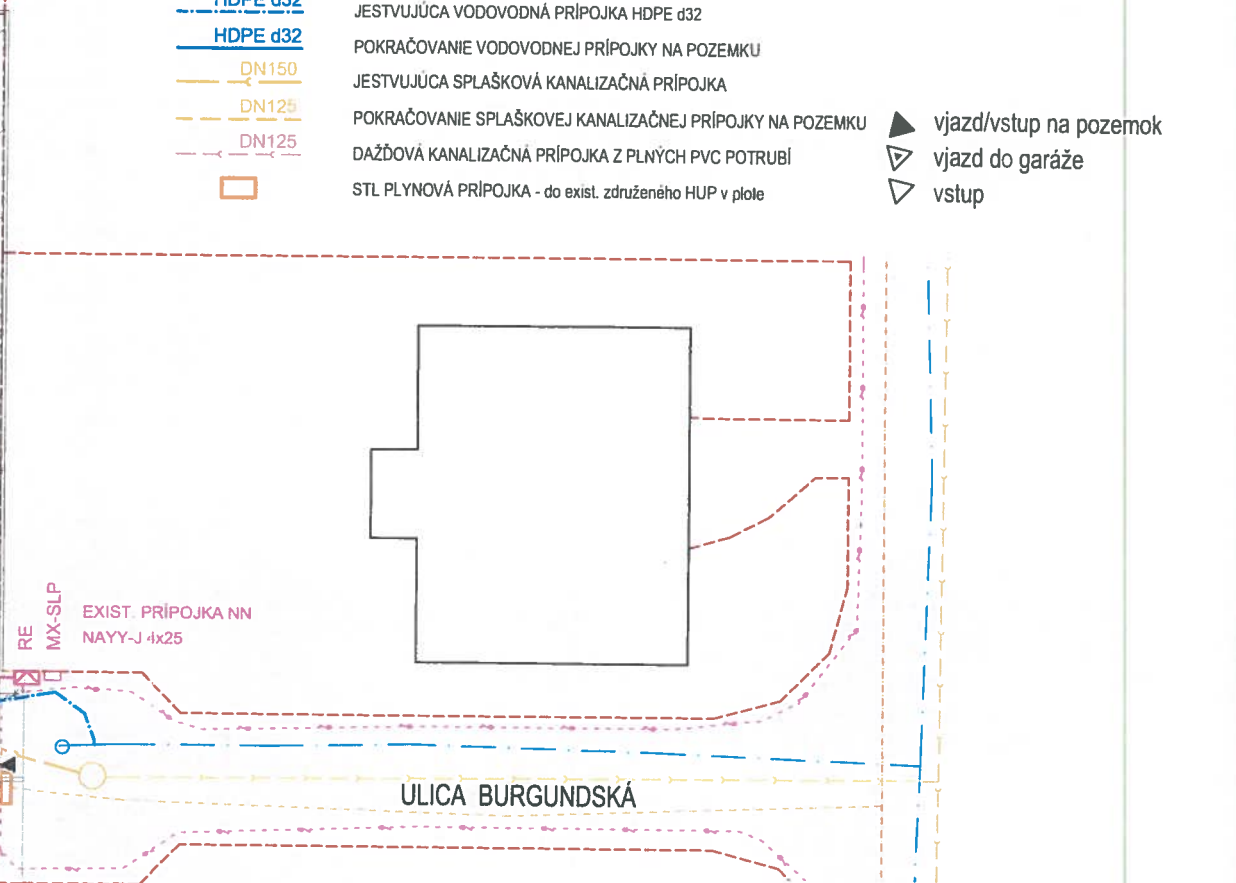 HDPE d32
JESTVUJÚCA VODOVODNÁ PRÍPOJKA HDPE d32
HDPE d32
POKRAČOVANIE VODOVODNEJ PRÍPOJKY NA POZEMKU
DN150
JESTVUJÚCA SPLAŠKOVÁ KANALIZAČNÁ PRÍPOJKA
DN125
POKRAČOVANIE SPLAŠKOVEJ KANALIZAČNEJ PRÍPOJKY NA POZEMKU
DN125
DAŽĎOVÁ KANALIZAČNÁ PRÍPOJKA Z PLNÝCH PVC POTRUBÍ
STL PLYNOVÁ PRÍPOJKA - do exist. združeného HUP v plote
vjazd/vstup na pozemok
vjazd do garáže
vstup
RE
MX-SLP
EXIST. PRÍPOJKA NN
NAYY-J 4x25
ULICA BURGUNDSKÁ